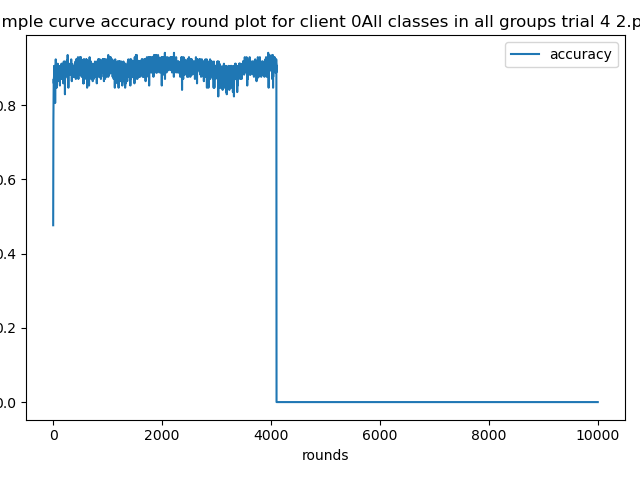 mple curve accuracy round plot for client 0All classes in all groups trial 4 2.p
accuracy
0.8
0.6
0.4
0.2
0.0
0 2000 4000 6000 8000 10000
rounds